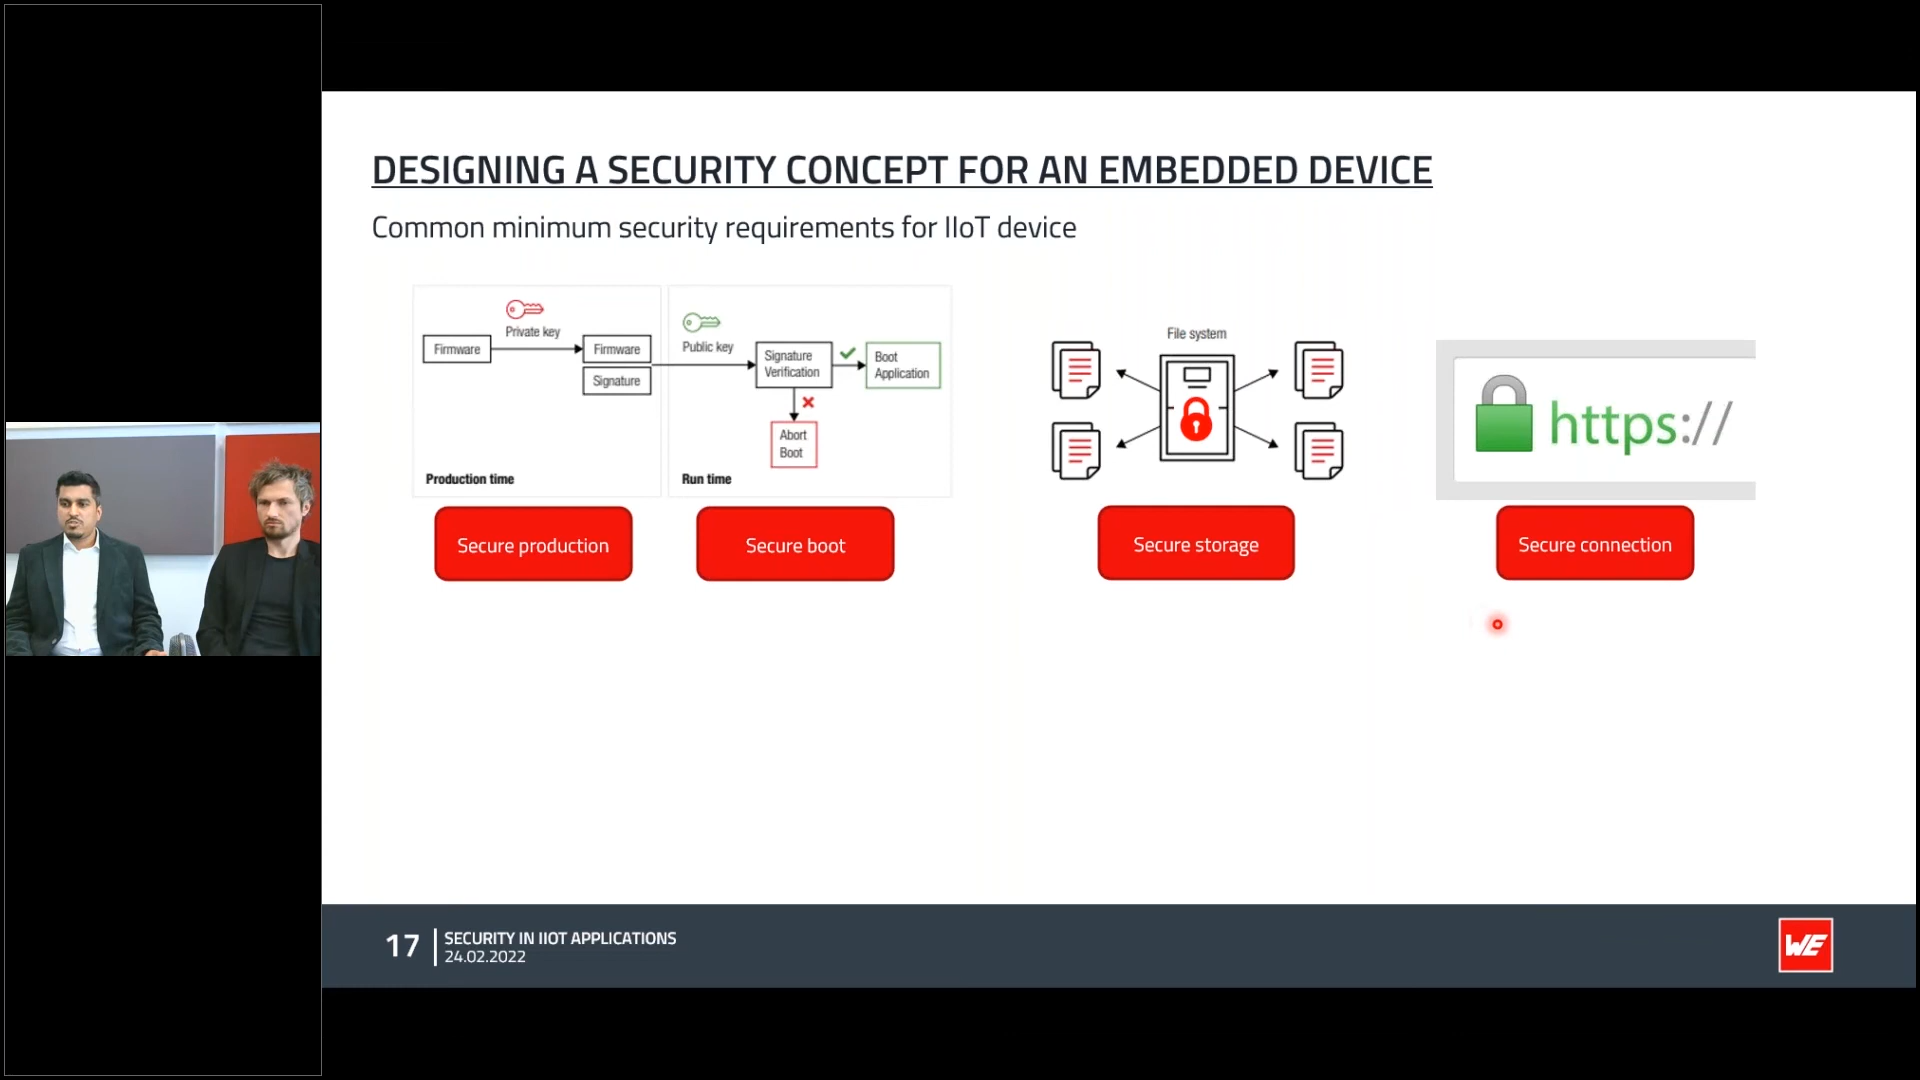 DESIGNING A SECURITY CONCEPT FOR AN EMBEDDED DEVICE
Common minimum security requirements for IIoT device
Private key
Firmware
Firmware
Signature
Production time
Public key
Signature
Verification
Boot
Application
Abort
Boot
Run time
File system
https://
Secure production
Secure boot
Secure storage
Secure connection
17
SECURITY IN IIOT APPLICATIONS
24.02.2022
WE